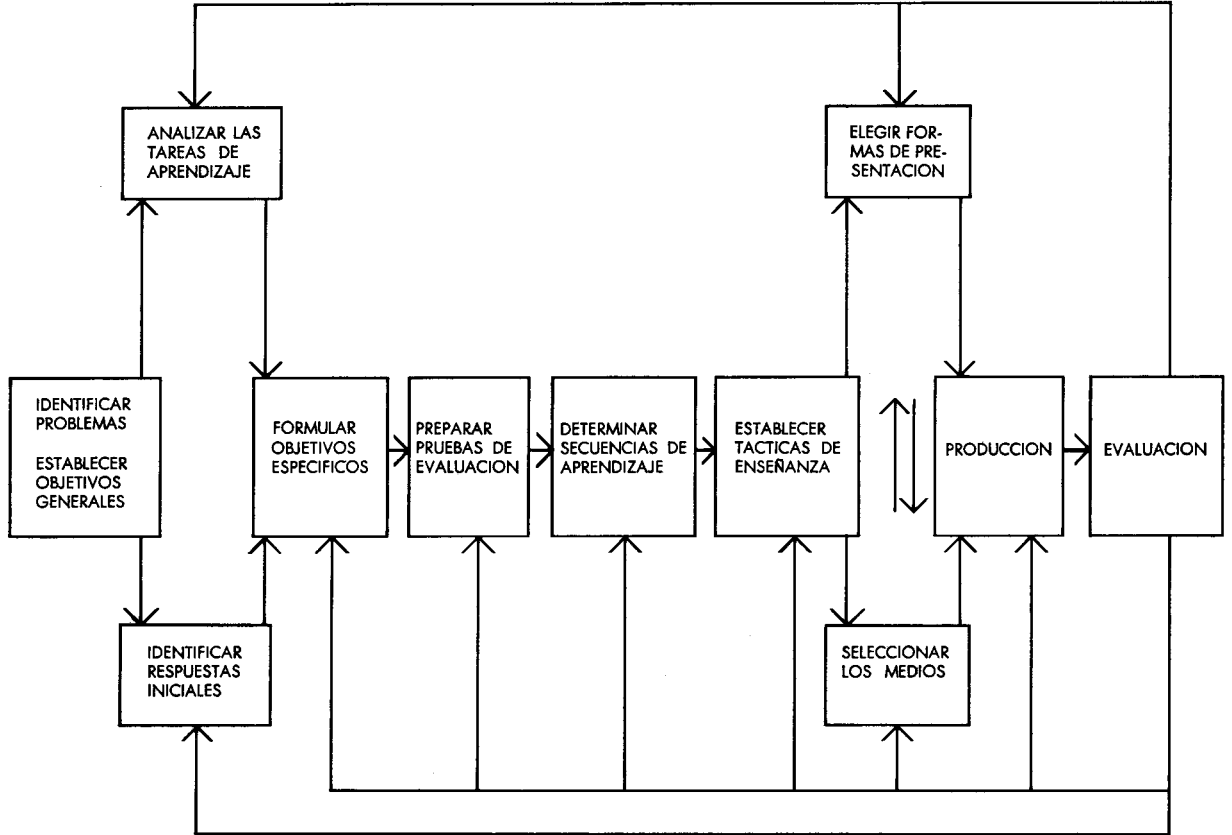 ANALIZAR LAS
TAREAS DE
APRENDIZAJE
ELEGIR FOR-
MAS DE PRE-
SENTACION
IDENTIFICAR
PROBLEMAS
ESTABLECER
OBJETIVOS
GENERALES
FORMULAR
OBJETIVOS
ESPECIFICOS
PREPARAR
PRUEBAS DE
EVALUACION
DETERMINAR
SECUENCIAS DE
APRENDIZAJE
ESTABLECER
TACTICAS DE
ENSEÑANZA
PRODUCCION
EVALUACION
IDENTIFICAR
RESPUESTAS
INICIALES
SELECCIONAR
LOS MEDIOS